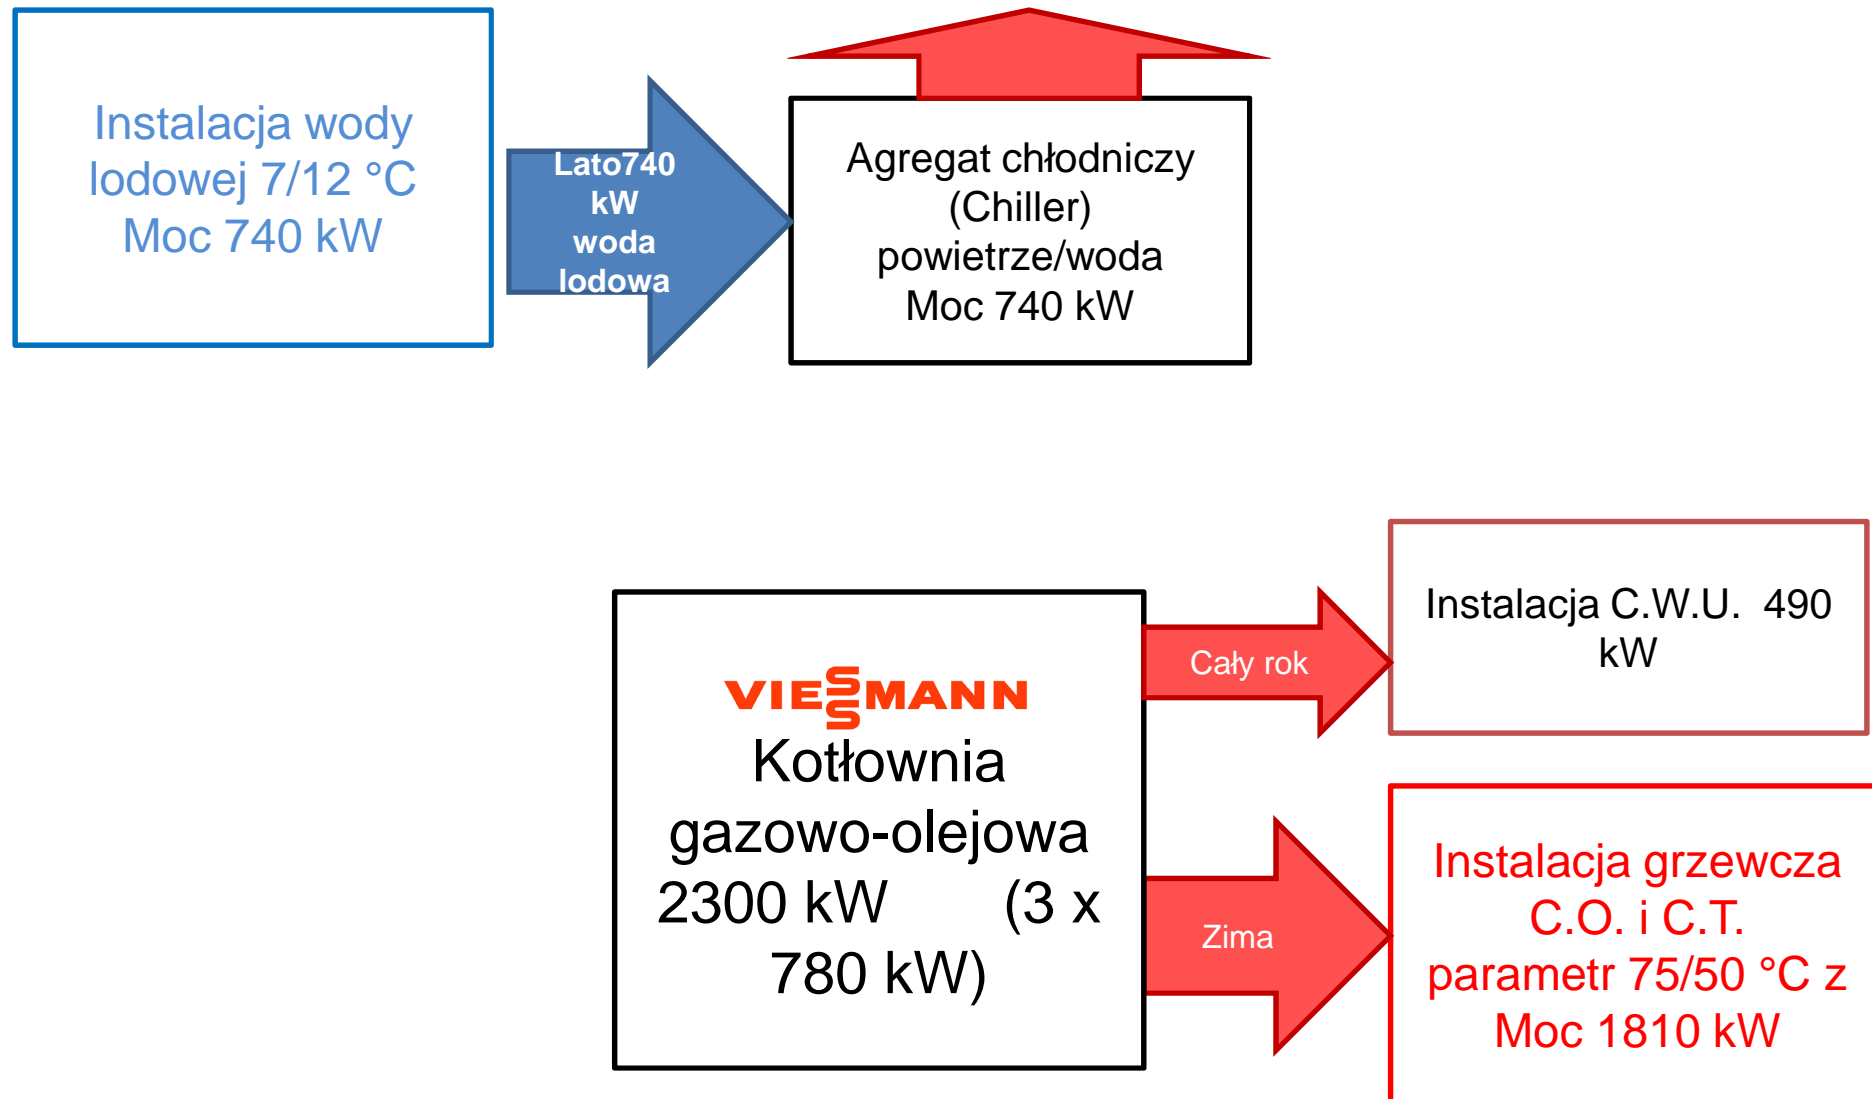 Instalacja wody
lodowej 7/12 °C
Moc 740 kW
Lato740
kW
woda
lodowa
Agregat chłodniczy
(Chiller)
powietrze/woda
Moc 740 kW
VIESSMANN
Kotłownia
gazowo-olejowa
2300 kW (3 x
780 kW)
Cały rok
Instalacja C.W.U. 490
kW
Zima
Instalacja grzewcza
C.O. i C.T.
parametr 75/50 °C z
Moc 1810 kW